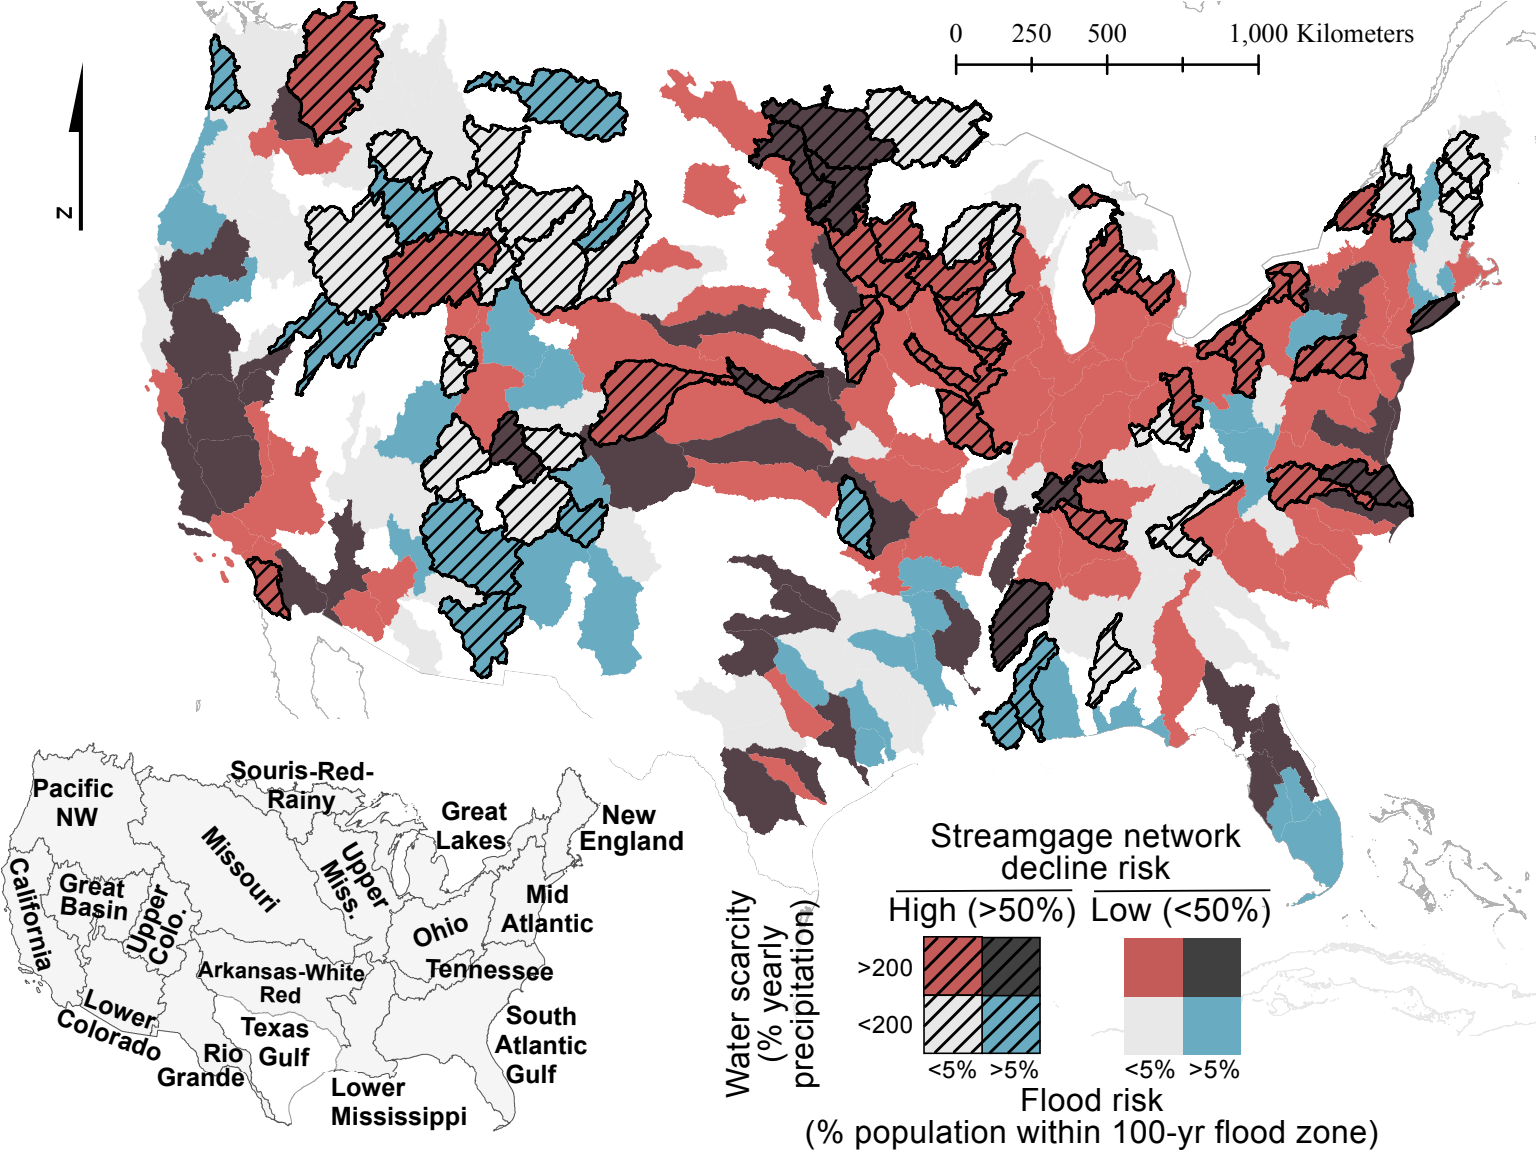 0 250 500 1,000 Kilometers
N
Pacific
NW
Souris-Red-
Rainy
Great
Lakes
New
England
Missouri
Upper
Miss.
California
Great
Basin
Upper
Colo.
Mid
Atlantic
Ohio
Arkansas-White
Red
Tennessee
Lower
Colorado
Texas
Gulf
Rio
Grande
South
Atlantic
Gulf
Lower
Mississippi
Streamgage network
decline risk
High (>50%) Low (<50%)
Water scarcity
(% yearly
precipitation)
>200
<200
<5% >5% <5% >5%
Flood risk
(% population within 100-yr flood zone)